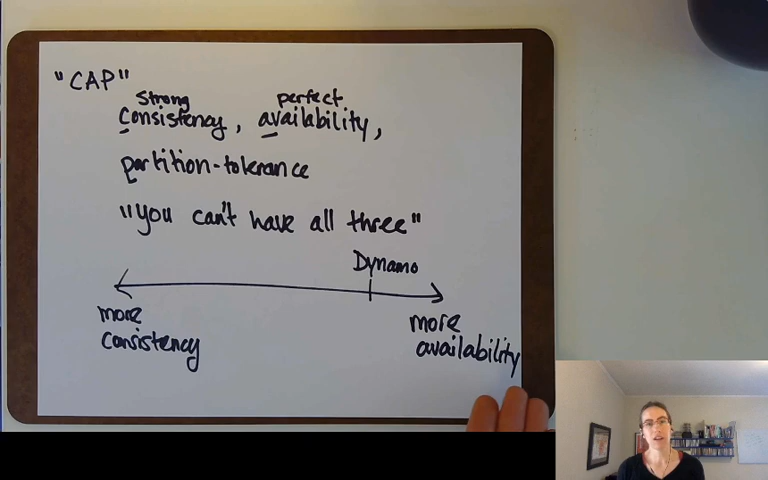 "CAP"
strong perfect
consistency, availability,
partition-tolerance
"you can't have all three"
Dynamo
more
consistency
more
availability